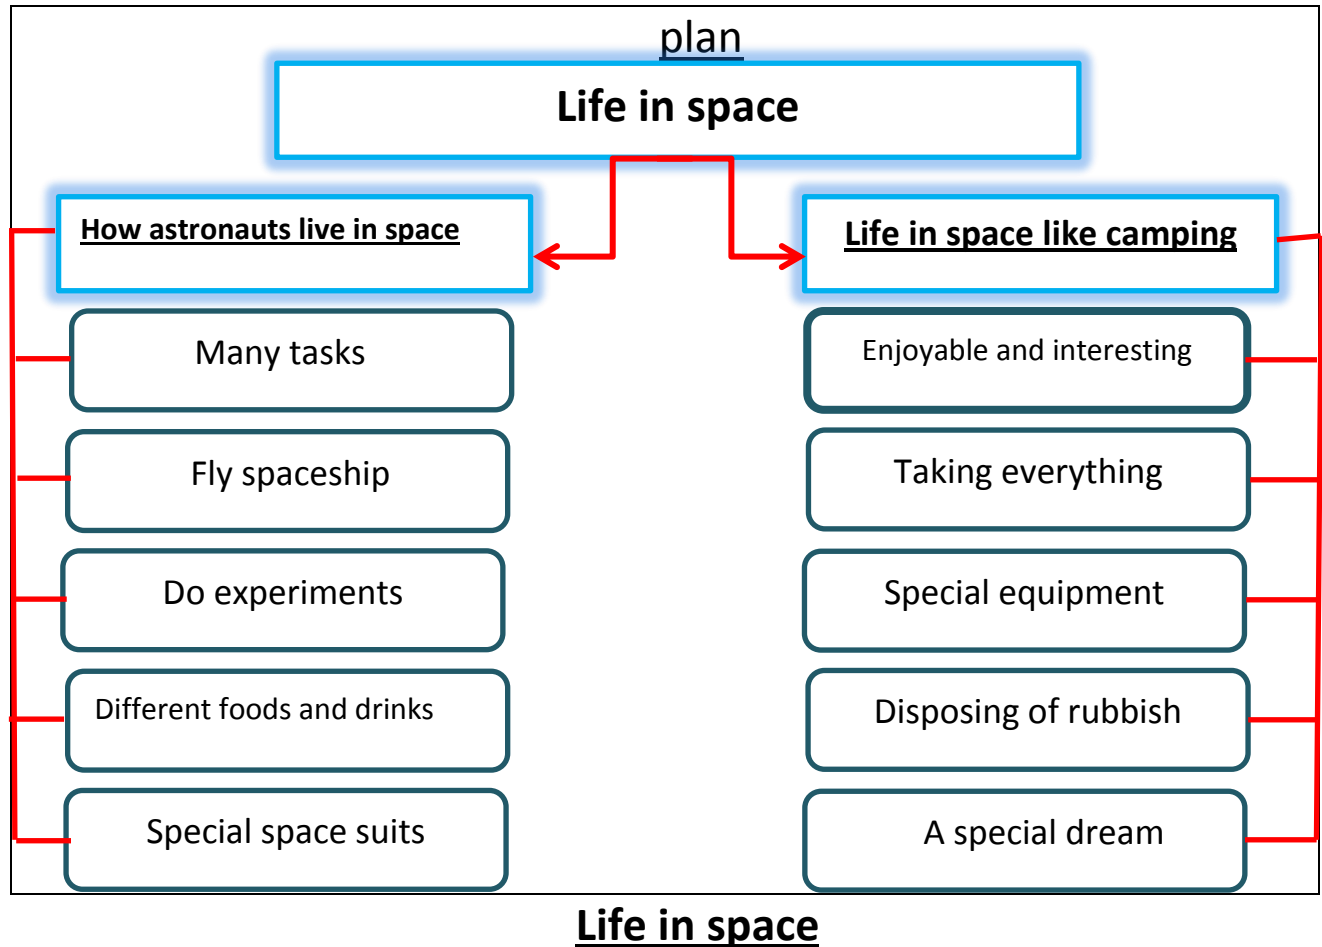 plan
Life in space
How astronauts live in space
Many tasks
Fly spaceship
Do experiments
Different foods and drinks
Special space suits
Life in space like camping
Enjoyable and interesting
Taking everything
Special equipment
Disposing of rubbish
A special dream
Life in space